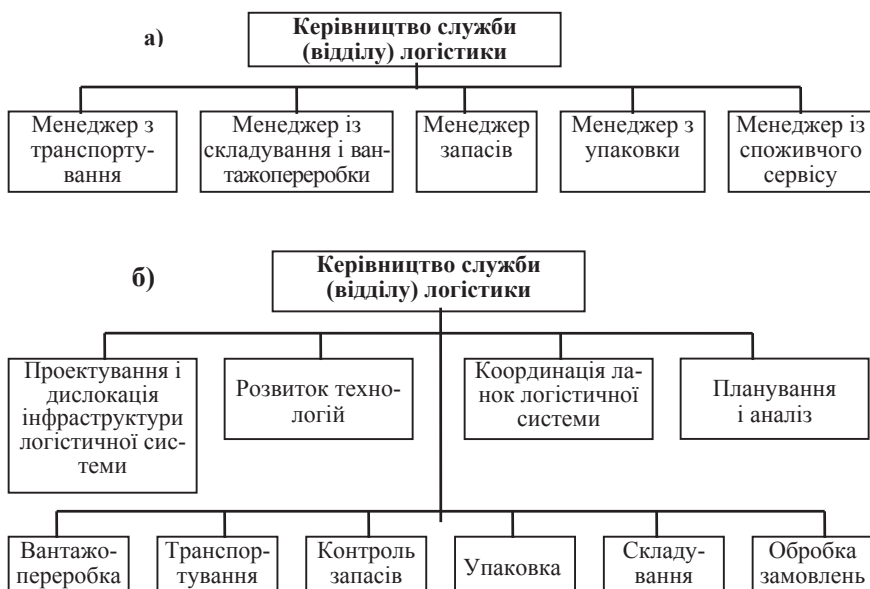 а)
Керівництво служби
(відділу) логістики
Менеджер з
транспорту-
вання
Менеджер із
складування і ван-
тажопереробки
Менеджер
запасів
Менеджер з
упаковки
Менеджер із
споживчого
сервісу
б)
Керівництво служби
(відділу) логістики
Проектування і
дислокація
інфраструктури
логістичної сис-
теми
Розвиток техно-
логій
Координація ла-
нок логістичної
системи
Планування
і аналіз
Вантажо-
переробка
Транспор-
тування
Контроль
запасів
Упаковка
Складу-
вання
Обробка
замовлень